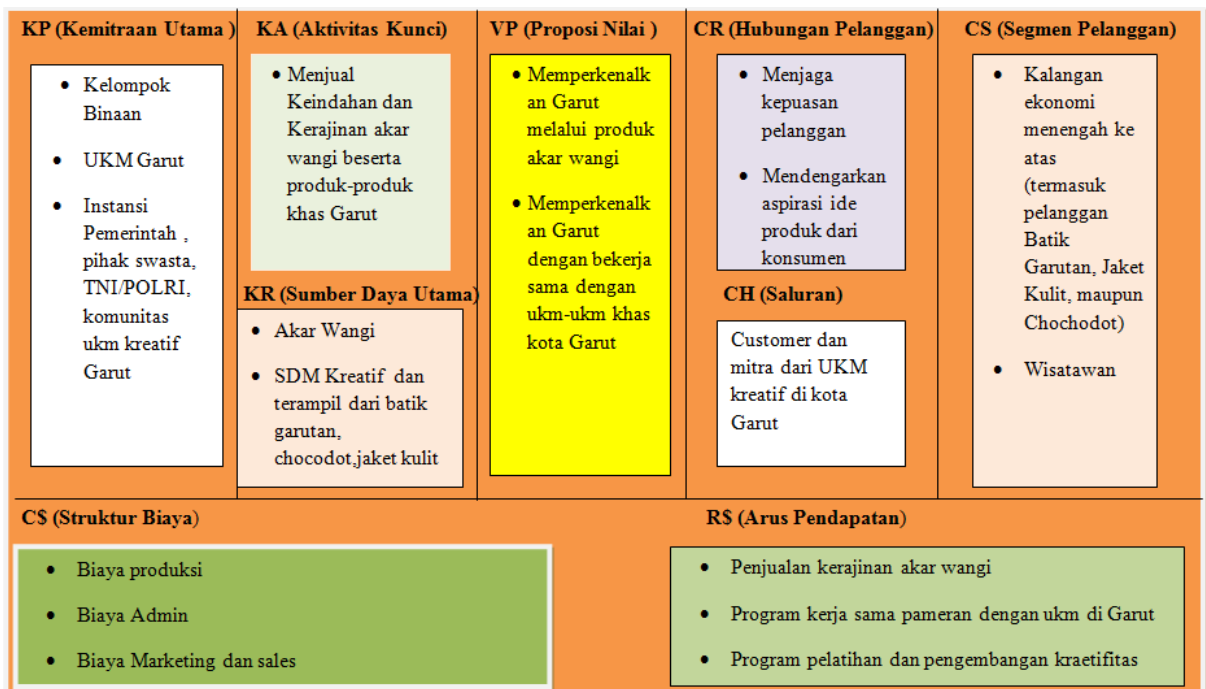 KP (Kemitraan Utama )
• Kelompok
Binaan
• UKM Garut
• Instansi
Pemerintah ,
pihak swasta,
TNI/POLRI,
komunitas
ukm kreatif
Garut
KA (Aktivitas Kunci)
• Menjual
Keindahan dan
Kerajinan akar
wangi beserta
produk-produk
khas Garut
KR (Sumber Daya Utama)
• Akar Wangi
• SDM Kreatif dan
terampil dari batik
garutan,
chocodot,jaket kulit
VP (Proposi Nilai )
• Memperkenalk
an Garut
melalui produk
akar wangi
• Memperkenalk
an Garut
dengan bekerja
sama dengan
ukm-ukm khas
kota Garut
CR (Hubungan Pelanggan)
• Menjaga
kepuasan
pelanggan
• Mendengarkan
aspirasi ide
produk dari
konsumen
CH (Saluran)
Customer dan
mitra dari UKM
kreatif di kota
Garut
CS (Segmen Pelanggan)
• Kalangan
ekonomi
menengah ke
atas
(termasuk
pelanggan
Batik
Garutan, Jaket
Kulit, maupun
Chochodot)
• Wisatawan
C$ (Struktur Biaya)
• Biaya produksi
• Biaya Admin
• Biaya Marketing dan sales
R$ (Arus Pendapatan)
• Penjualan kerajinan akar wangi
• Program kerja sama pameran dengan ukm di Garut
• Program pelatihan dan pengembangan kraetifitas